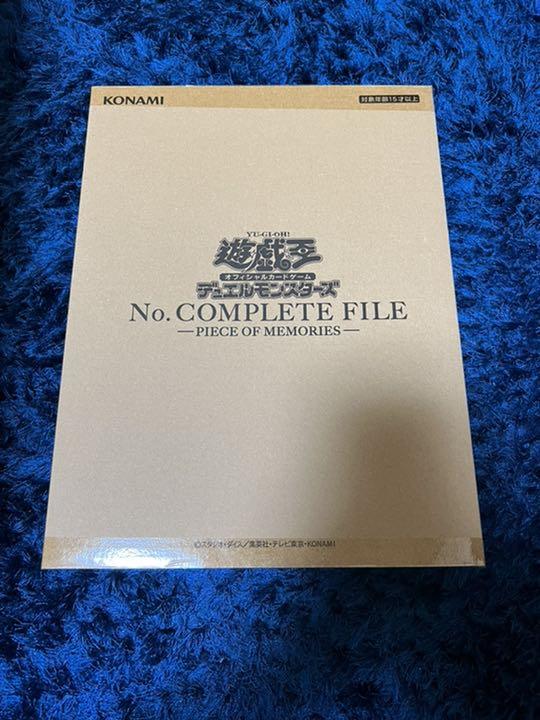 KONAMI
対象年齢15才以上
YU-GI-OH!
遊戯王
オフィシャルカードゲーム
デュエルモンスターズ
No. COMPLETE FILE
—PIECE OF MEMORIES—
©スタジオ・ダイス/集英社・テレビ東京・KONAMI